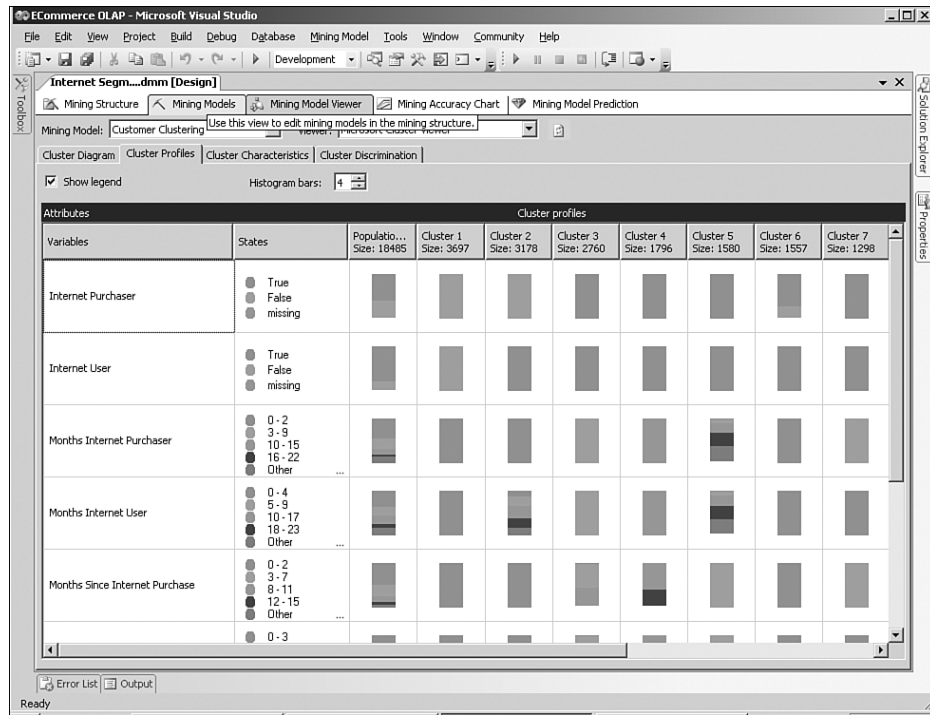 ECommerce OLAP - Microsoft Visual Studio
File Edit View Project Build Debug Database Mining Model Tools Window Community Help
Development
Toolbox
Internet Segm....dmm [Design]
Mining Structure Mining Models Mining Model Viewer Mining Accuracy Chart Mining Model Prediction
Mining Model: Customer Clustering
Use this view to edit mining models in the mining structure.
Cluster Diagram Cluster Profiles Cluster Characteristics Cluster Discrimination
Show legend Histogram bars: 4
Attributes Cluster profiles
Variables States Populatio... Size: 18485 Cluster 1 Size: 3697 Cluster 2 Size: 3178 Cluster 3 Size: 2760 Cluster 4 Size: 1796 Cluster 5 Size: 1580 Cluster 6 Size: 1557 Cluster 7 Size: 1298
Internet Purchaser
True
False
missing
Internet User
True
False
missing
Months Internet Purchaser
0 - 2
3 - 9
10 - 15
16 - 22
Other ...
Months Internet User
0 - 4
5 - 9
10 - 17
18 - 23
Other ...
Months Since Internet Purchase
0 - 2
3 - 7
8 - 11
12 - 15
Other ...
0 - 3
Solution Explorer
Properties
Error List Output
Ready